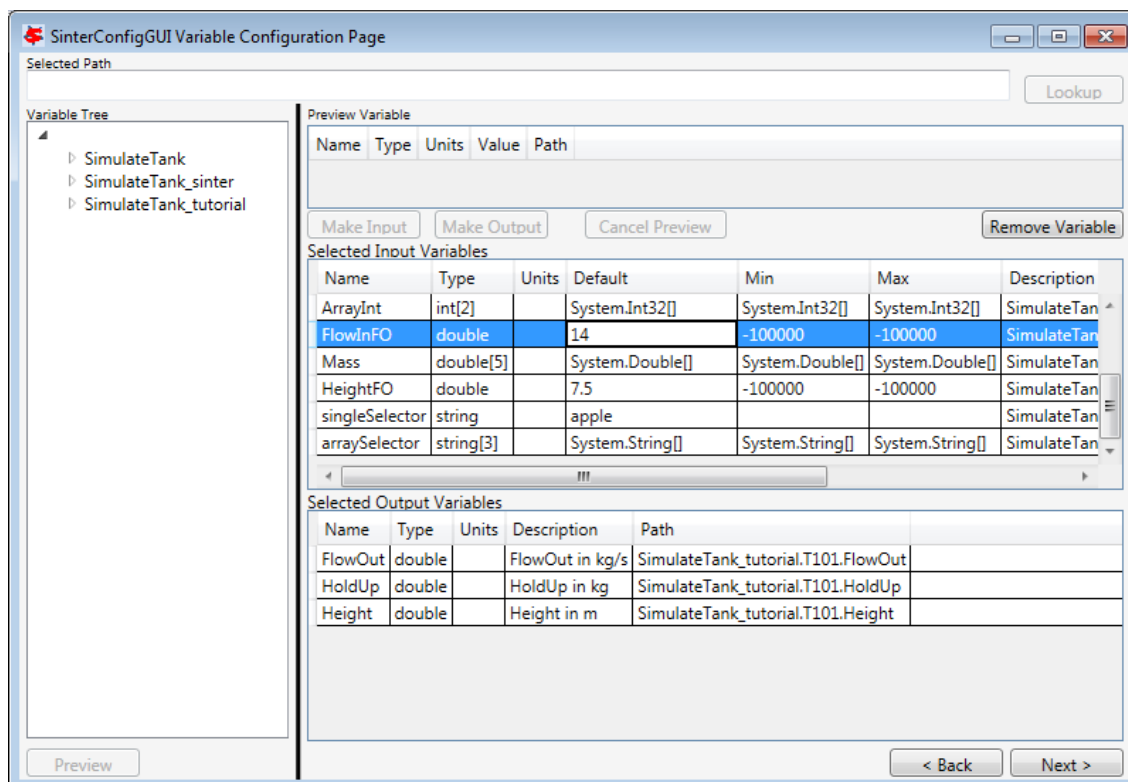 SinterConfigGUI Variable Configuration Page
Selected Path
Lookup
Variable Tree
SimulateTank
SimulateTank_sinter
SimulateTank_tutorial
Preview
Preview Variable
Name Type Units Value Path
Make Input Make Output Cancel Preview Remove Variable
Selected Input Variables
Name Type Units Default Min Max Description
ArrayInt int[2] System.Int32[] System.Int32[] System.Int32[] SimulateTan
FlowInFO double 14 -100000 -100000 SimulateTan
Mass double[5] System.Double[] System.Double[] System.Double[] SimulateTan
HeightFO double 7.5 -100000 -100000 SimulateTan
singleSelector string apple SimulateTan
arraySelector string[3] System.String[] System.String[] System.String[] SimulateTan
Selected Output Variables
Name Type Units Description Path
FlowOut double FlowOut in kg/s SimulateTank_tutorial.T101.FlowOut
HoldUp double HoldUp in kg SimulateTank_tutorial.T101.HoldUp
Height double Height in m SimulateTank_tutorial.T101.Height
< Back Next >